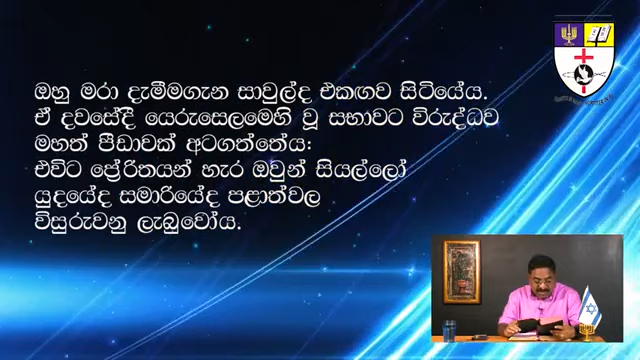 ඔහු මරා දැමීමගැන සාවුල්ද එකඟව සිටියේය.
ඒ දවසේදී යෙරුසෙලමෙහි වූ සභාවට විරුද්ධව
මහත් පීඩාවක් අටගත්තේය:
එවිට ප්‍රේරිතයන් හැර ඔවුන් සියල්ලෝ
යුදයේද සමාරියේද පළාත්වල
විසුරුවනු ලැබුවෝය.